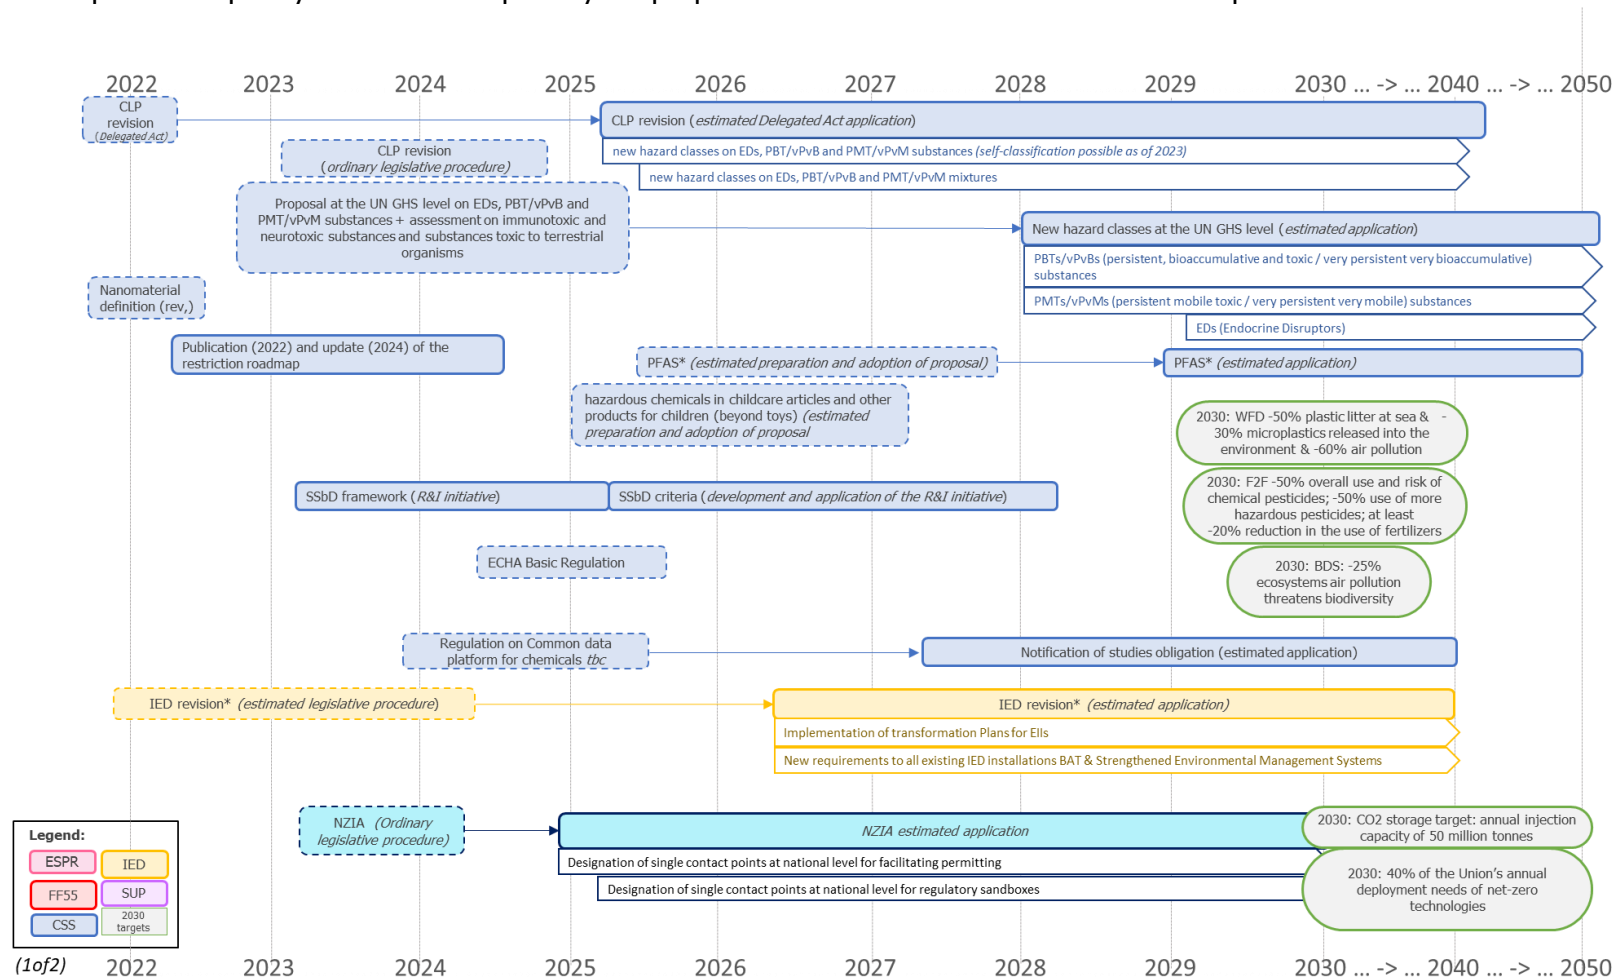 2022 2023 2024 2025 2026 2027 2028 2029 2030 ... -> ... 2040 ... -> ... 2050
CLP
revision
(Delegated Act)
CLP revision (estimated Delegated Act application)
new hazard classes on EDs, PBT/vPvB and PMT/vPvM substances (self-classification possible as of 2023)
new hazard classes on EDs, PBT/vPvB and PMT/vPvM mixtures
CLP revision
(ordinary legislative procedure)
Proposal at the UN GHS level on EDs, PBT/vPvB and
PMT/vPvM substances + assessment on immunotoxic and
neurotoxic substances and substances toxic to terrestrial
organisms
New hazard classes at the UN GHS level (estimated application)
PBTs/vPvBs (persistent, bioaccumulative and toxic / very persistent very bioaccumulative)
substances
PMTs/vPvMs (persistent mobile toxic / very persistent very mobile) substances
EDs (Endocrine Disruptors)
Nanomaterial
definition (rev,)
Publication (2022) and update (2024) of the
restriction roadmap
PFAS* (estimated preparation and adoption of proposal)
PFAS* (estimated application)
hazardous chemicals in childcare articles and other
products for children (beyond toys) (estimated
preparation and adoption of proposal
2030: WFD -50% plastic litter at sea & -
30% microplastics released into the
environment & -60% air pollution
SSbD framework (R&I initiative)
SSbD criteria (development and application of the R&I initiative)
2030: F2F -50% overall use and risk of
chemical pesticides; -50% use of more
hazardous pesticides; at least
-20% reduction in the use of fertilizers
ECHA Basic Regulation
2030: BDS: -25%
ecosystems air pollution
threatens biodiversity
Regulation on Common data
platform for chemicals tbc
Notification of studies obligation (estimated application)
IED revision* (estimated legislative procedure)
IED revision* (estimated application)
Implementation of transformation Plans for EIIs
New requirements to all existing IED installations BAT & Strengthened Environmental Management Systems
NZIA (Ordinary
legislative procedure)
NZIA estimated application
Designation of single contact points at national level for facilitating permitting
Designation of single contact points at national level for regulatory sandboxes
2030: CO2 storage target: annual injection
capacity of 50 million tonnes
2030: 40% of the Union's annual
deployment needs of net-zero
technologies
Legend:
ESPR IED
FF55 SUP
CSS 2030
targets
(1of2) 2022 2023 2024 2025 2026 2027 2028 2029 2030 ... -> ... 2040 ... -> ... 2050